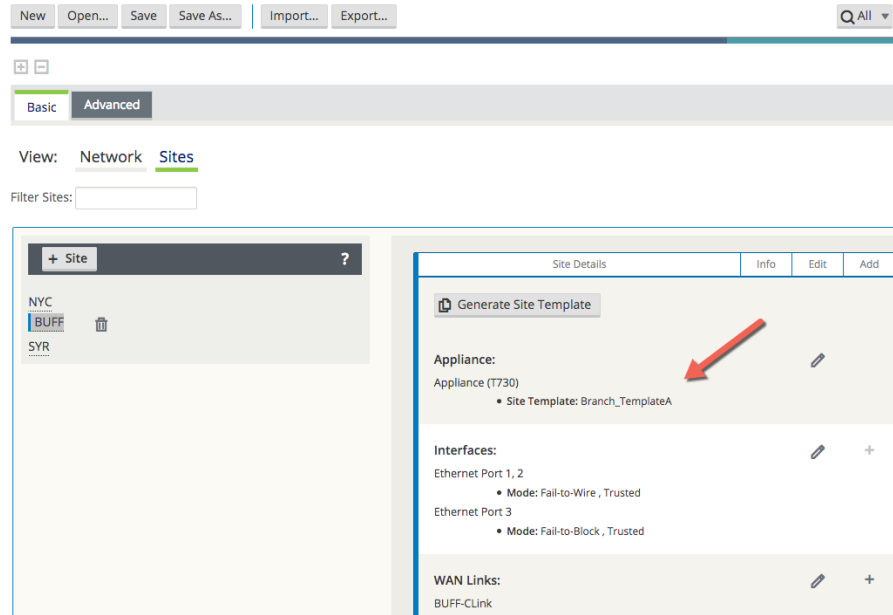 New Open... Save Save As... Import... Export... All
Basic Advanced
View: Network Sites
Filter Sites:
+ Site ?
NYC
BUFF
SYR
Site Details Info Edit Add
Generate Site Template
Appliance:
Appliance (T730)
• Site Template: Branch_TemplateA
Interfaces:
Ethernet Port 1, 2
• Mode: Fail-to-Wire , Trusted
Ethernet Port 3
• Mode: Fail-to-Block , Trusted
WAN Links:
BUFF-CLink